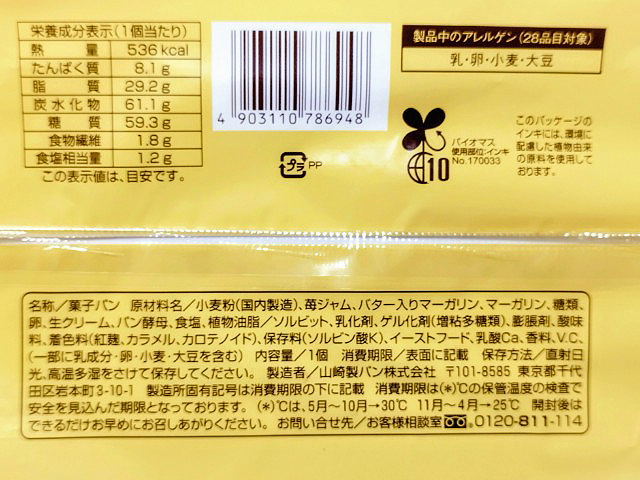 栄養成分表示(1個当たり)
熱量 536kcal
たんぱく質 8.1g
脂質 29.2g
炭水化物 61.1g
糖質 59.3g
食物繊維 1.8g
食塩相当量 1.2g
この表示値は、目安です。
4 903110 786948
プラ PP
製品中のアレルゲン(28品目対象)
乳・卵・小麦・大豆
バイオマス
使用部位:インキ
No.170033
10
このパッケージの
インキには、環境に
配慮した植物由来
の原料を使用して
おります。
名称/菓子パン 原材料名/小麦粉(国内製造)、苺ジャム、バター入りマーガリン、マーガリン、糖類、
卵、生クリーム、パン酵母、食塩、植物油脂/ソルビット、乳化剤、ゲル化剤(増粘多糖類)、膨脹剤、酸味
料、着色料(紅麹、カラメル、カロテノイド)、保存料(ソルビン酸K)、イーストフード、乳酸Ca、香料、V.C、
(一部に乳成分・卵・小麦・大豆を含む) 内容量/1個 消費期限/表面に記載 保存方法/直射日
光、高温多湿をさけて保存してください。 製造者/山崎製パン株式会社 〒101-8585 東京都千代
田区岩本町3-10-1 製造所固有記号は消費期限の下に記載 消費期限は(*)℃の保管温度の検査で
安全を見込んだ期限となっております。(*)℃は、5月~10月→30℃ 11月~4月→25℃ 開封後は
できるだけお早めにお召しあがりください。 お問い合せ先/お客様相談室 0120-811-114